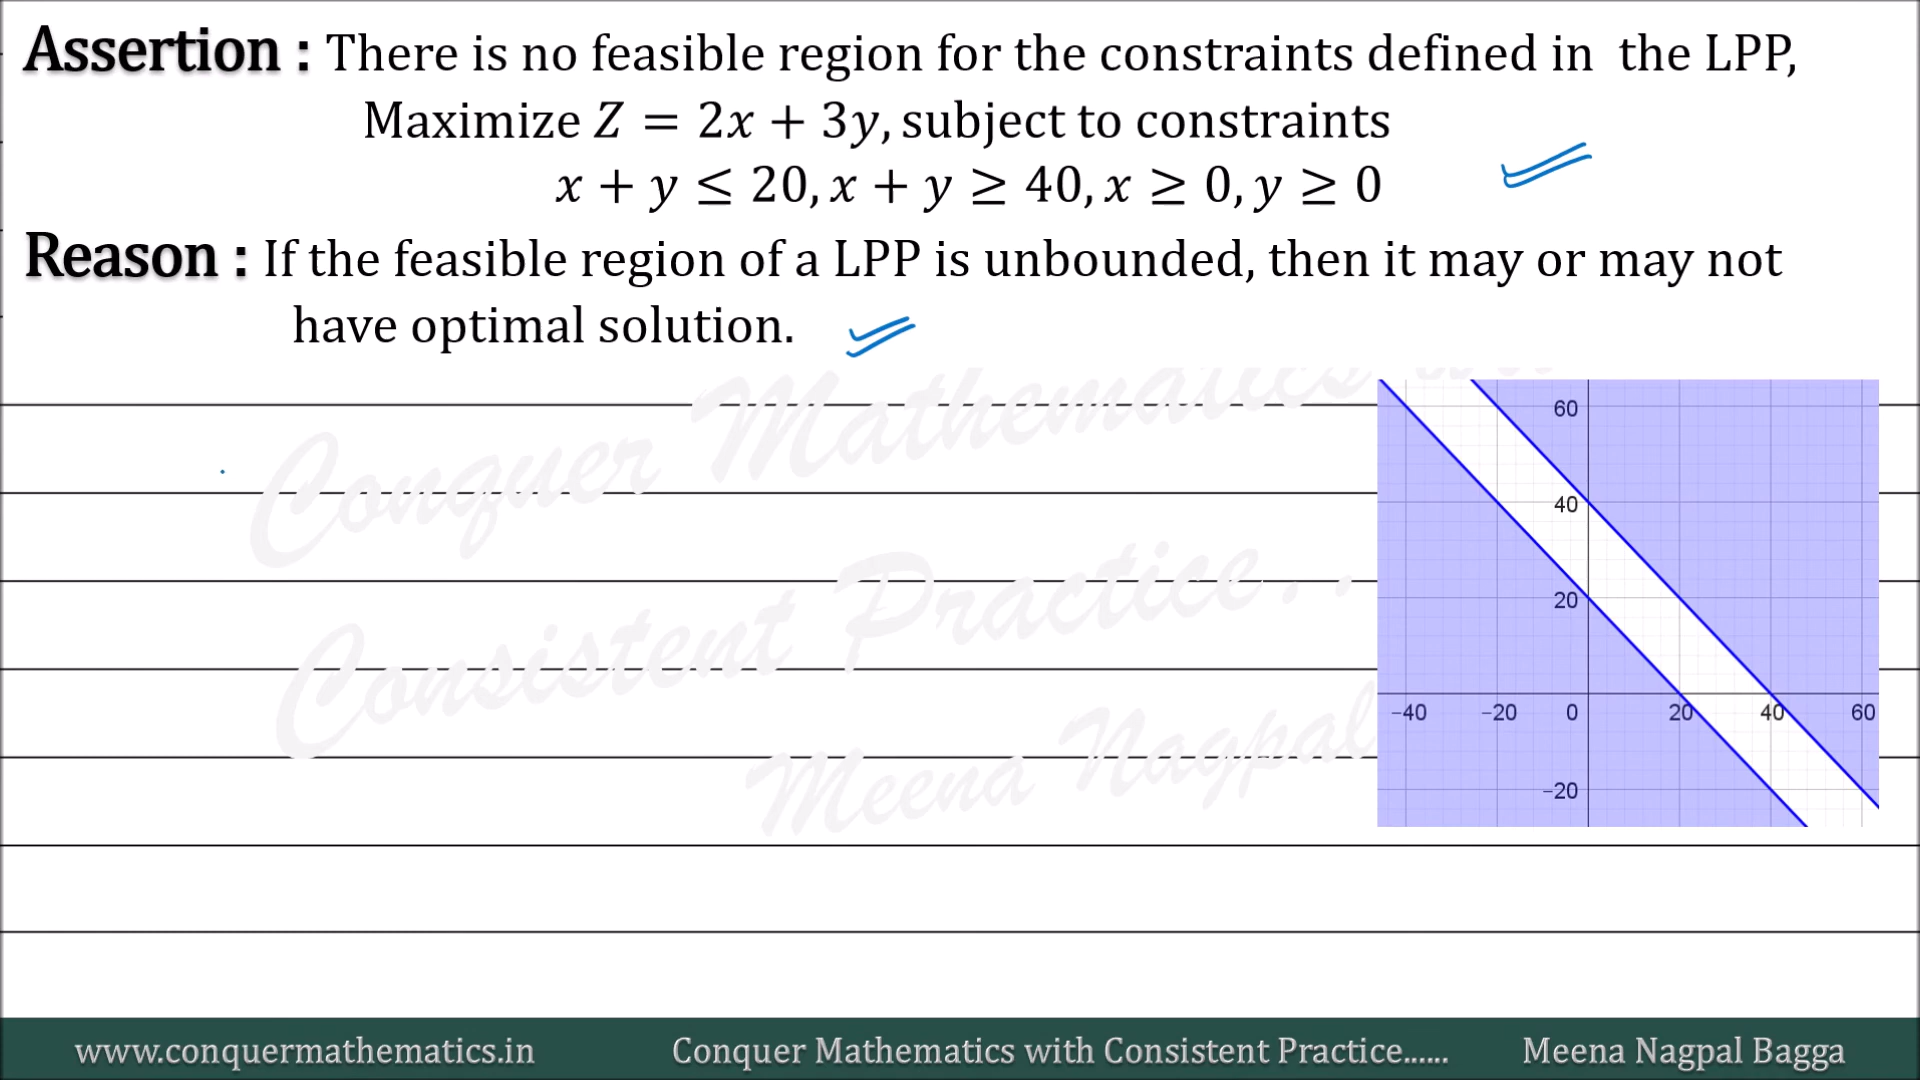 Assertion : There is no feasible region for the constraints defined in the LPP,
Maximize Z = 2x + 3y, subject to constraints
x + y ≤ 20, x + y ≥ 40, x ≥ 0, y ≥ 0
Reason : If the feasible region of a LPP is unbounded, then it may or may not
have optimal solution.
Conquer Mathematics
Consistent Practice..
Meena Nagpal
60
40
20
−40 −20 0 20 40 60
−20
www.conquermathematics.in Conquer Mathematics with Consistent Practice...... Meena Nagpal Bagga